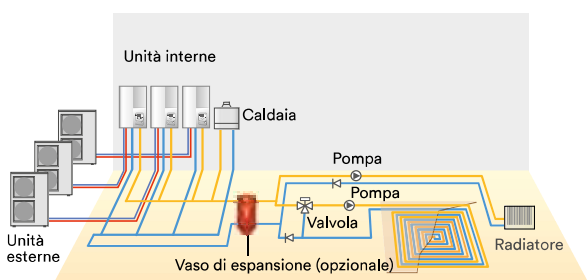 Unità interne
Caldaia
Pompa
Pompa
Valvola
Unità
esterne
Radiatore
Vaso di espansione (opzionale)